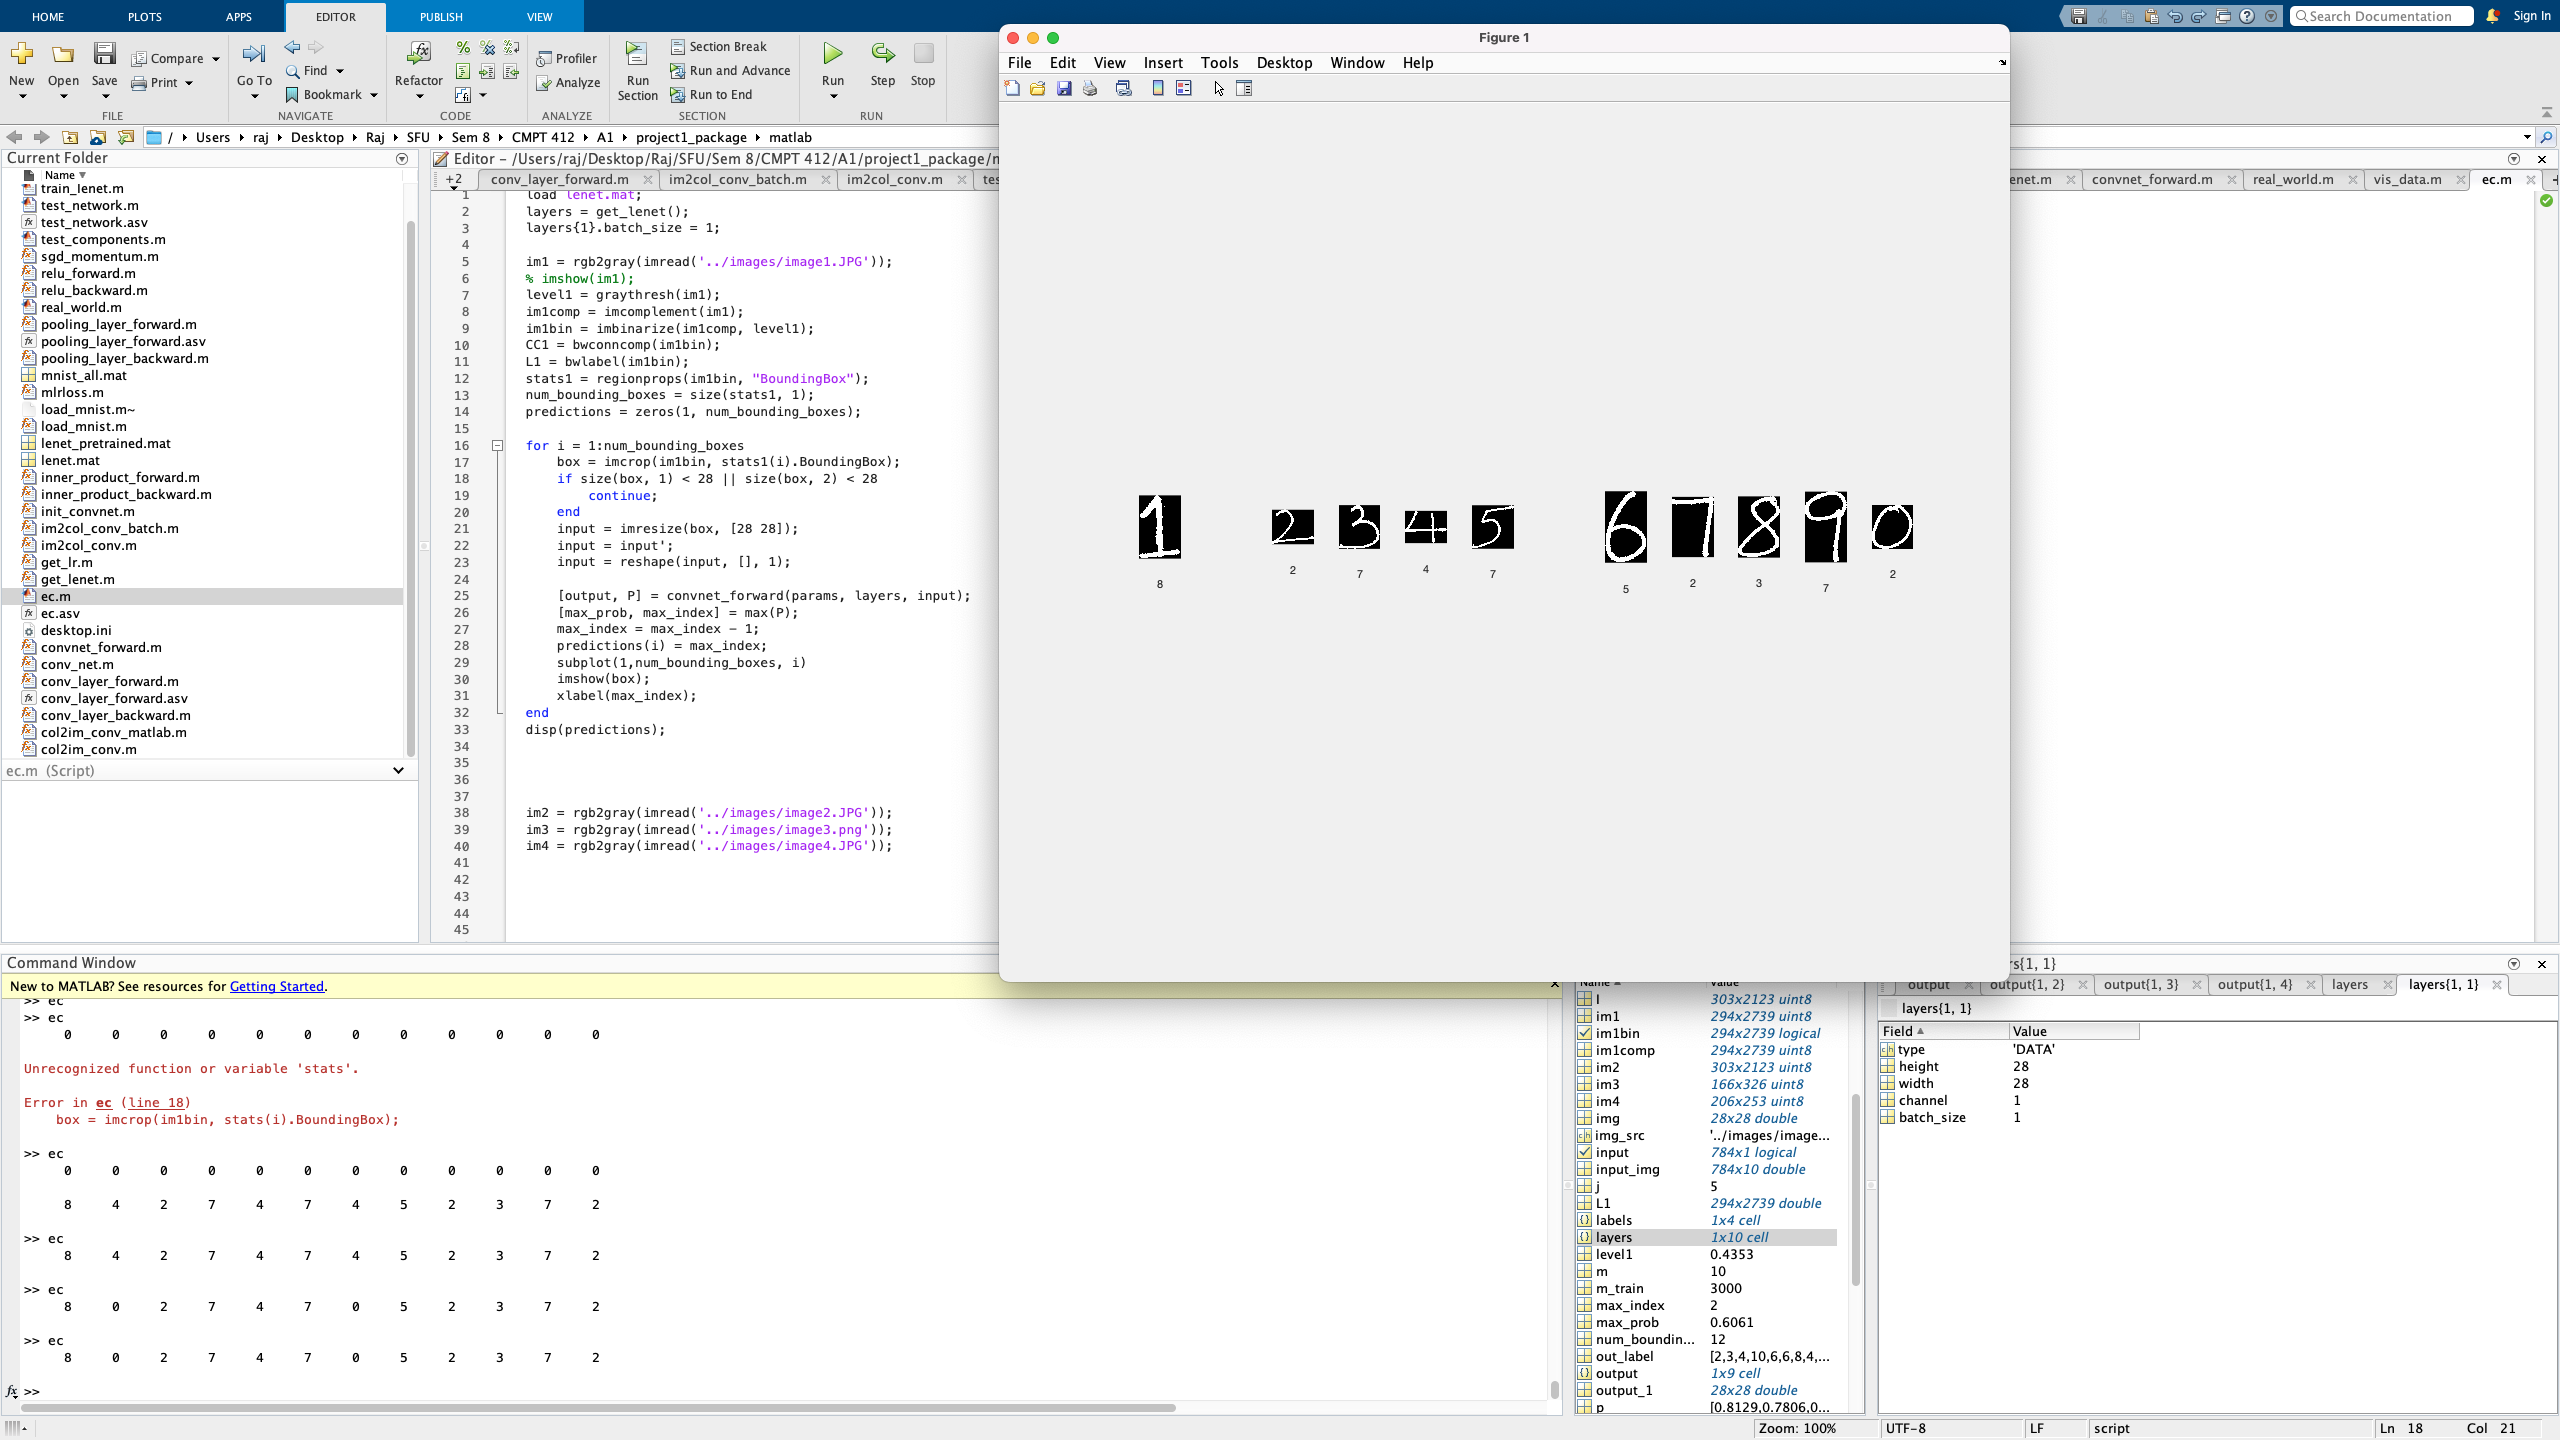 HOME PLOTS APPS EDITOR PUBLISH VIEW
Search Documentation Sign In
New Open Save Compare Print
Go To Find Bookmark
Refactor
Profiler Analyze
Run Section Section Break Run and Advance Run to End
Run Step Stop
FILE NAVIGATE CODE ANALYZE SECTION RUN
/ Users raj Desktop Raj SFU Sem 8 CMPT 412 A1 project1_package matlab
Current Folder
Name
train_lenet.m
test_network.m
test_network.asv
test_components.m
sgd_momentum.m
relu_forward.m
relu_backward.m
real_world.m
pooling_layer_forward.m
pooling_layer_forward.asv
pooling_layer_backward.m
mnist_all.mat
mlrloss.m
load_mnist.m~
load_mnist.m
lenet_pretrained.mat
lenet.mat
inner_product_forward.m
inner_product_backward.m
init_convnet.m
im2col_conv_batch.m
im2col_conv.m
get_lr.m
get_lenet.m
ec.m
ec.asv
desktop.ini
convnet_forward.m
conv_net.m
conv_layer_forward.m
conv_layer_forward.asv
conv_layer_backward.m
col2im_conv_matlab.m
col2im_conv.m
ec.m (Script)
Editor - /Users/raj/Desktop/Raj/SFU/Sem 8/CMPT 412/A1/project1_package/m
+2 conv_layer_forward.m im2col_conv_batch.m im2col_conv.m tes
enet.m convnet_forward.m real_world.m vis_data.m ec.m
1 load lenet.mat;
2 layers = get_lenet();
3 layers{1}.batch_size = 1;
4
5 im1 = rgb2gray(imread('../images/image1.JPG'));
6 % imshow(im1);
7 level1 = graythresh(im1);
8 im1comp = imcomplement(im1);
9 im1bin = imbinarize(im1comp, level1);
10 CC1 = bwconncomp(im1bin);
11 L1 = bwlabel(im1bin);
12 stats1 = regionprops(im1bin, "BoundingBox");
13 num_bounding_boxes = size(stats1, 1);
14 predictions = zeros(1, num_bounding_boxes);
15
16 for i = 1:num_bounding_boxes
17 box = imcrop(im1bin, stats1(i).BoundingBox);
18 if size(box, 1) < 28 || size(box, 2) < 28
19 continue;
20 end
21 input = imresize(box, [28 28]);
22 input = input';
23 input = reshape(input, [], 1);
24
25 [output, P] = convnet_forward(params, layers, input);
26 [max_prob, max_index] = max(P);
27 max_index = max_index - 1;
28 predictions(i) = max_index;
29 subplot(1,num_bounding_boxes, i)
30 imshow(box);
31 xlabel(max_index);
32 end
33 disp(predictions);
34
35
36
37
38 im2 = rgb2gray(imread('../images/image2.JPG'));
39 im3 = rgb2gray(imread('../images/image3.png'));
40 im4 = rgb2gray(imread('../images/image4.JPG'));
41
42
43
44
45
Figure 1
File Edit View Insert Tools Desktop Window Help
1 2 3 4 5 6 7 8 9 0
8 2 7 4 7 5 2 3 7 2
Command Window
New to MATLAB? See resources for Getting Started.
>> ec
>> ec
0 0 0 0 0 0 0 0 0 0 0 0
Unrecognized function or variable 'stats'.
Error in ec (line 18)
box = imcrop(im1bin, stats(i).BoundingBox);
>> ec
0 0 0 0 0 0 0 0 0 0 0 0
8 4 2 7 4 7 4 5 2 3 7 2
>> ec
8 4 2 7 4 7 4 5 2 3 7 2
>> ec
8 0 2 7 4 7 0 5 2 3 7 2
>> ec
8 0 2 7 4 7 0 5 2 3 7 2
fx >>
Name Value
I 303x2123 uint8
im1 294x2739 uint8
im1bin 294x2739 logical
im1comp 294x2739 uint8
im2 303x2123 uint8
im3 166x326 uint8
im4 206x253 uint8
img 28x28 double
img_src '../images/image...
input 784x1 logical
input_img 784x10 double
j 5
L1 294x2739 double
labels 1x4 cell
layers 1x10 cell
level1 0.4353
m 10
m_train 3000
max_index 2
max_prob 0.6061
num_boundin... 12
out_label [2,3,4,10,6,6,8,4,...
output 1x9 cell
output_1 28x28 double
p [0.8129,0.7806,0...
rs{1, 1}
output output{1, 2} output{1, 3} output{1, 4} layers layers{1, 1}
layers{1, 1}
Field Value
type 'DATA'
height 28
width 28
channel 1
batch_size 1
Zoom: 100% UTF-8 LF script Ln 18 Col 21